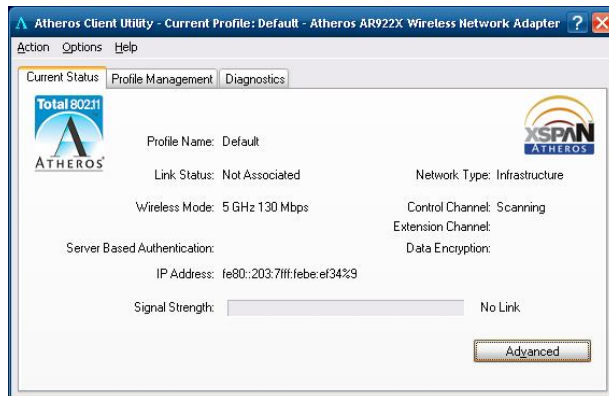 Atheros Client Utility - Current Profile: Default - Atheros AR922X Wireless Network Adapter ?
Action Options Help
Current Status Profile Management Diagnostics
Total 802.11
ATHEROS
XSPAN
ATHEROS
Profile Name: Default
Link Status: Not Associated Network Type: Infrastructure
Wireless Mode: 5 GHz 130 Mbps Control Channel: Scanning
Extension Channel:
Server Based Authentication: Data Encryption:
IP Address: fe80::203:7fff:febe:ef34%9
Signal Strength: No Link
Advanced